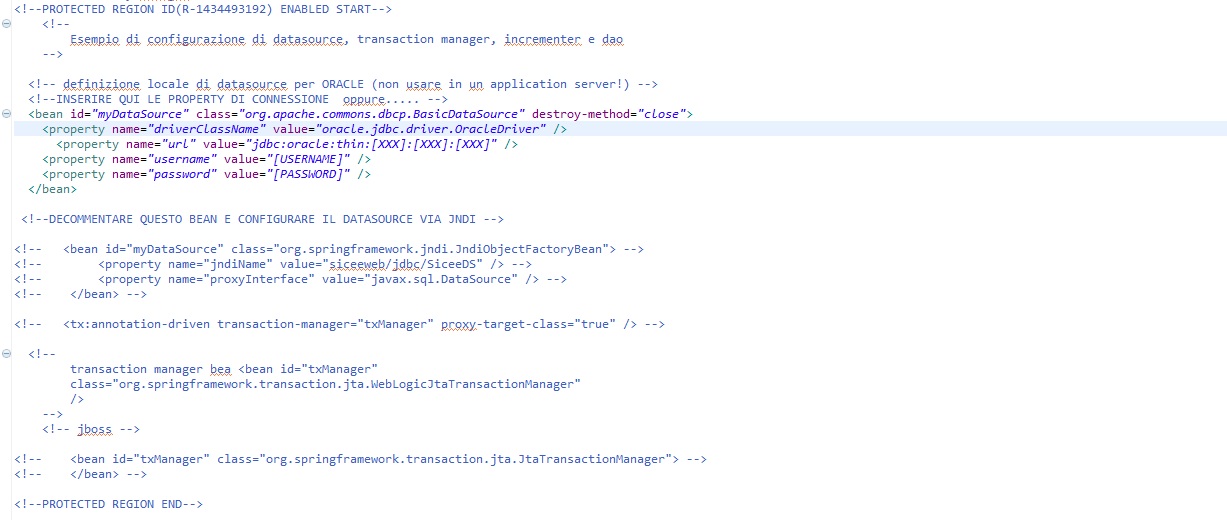 <!--PROTECTED REGION ID(R-1434493192) ENABLED START-->
<!--
Esempio di configurazione di datasource, transaction manager, incrementer e dao
-->
<!-- definizione locale di datasource per ORACLE (non usare in un application server!) -->
<!--INSERIRE QUI LE PROPERTY DI CONNESSIONE  oppure..... -->
<bean id="myDataSource" class="org.apache.commons.dbcp.BasicDataSource" destroy-method="close">
<property name="driverClassName" value="oracle.jdbc.driver.OracleDriver" />
<property name="url" value="jdbc:oracle:thin:[XXX]:[XXX]:[XXX]" />
<property name="username" value="[USERNAME]" />
<property name="password" value="[PASSWORD]" />
</bean>
<!--DECOMMENTARE QUESTO BEAN E CONFIGURARE IL DATASOURCE VIA JNDI -->
<!--   <bean id="myDataSource" class="org.springframework.jndi.JndiObjectFactoryBean"> -->
<!--        <property name="jndiName" value="siceeweb/jdbc/SiceeDS" /> -->
<!--        <property name="proxyInterface" value="javax.sql.DataSource" /> -->
<!--    </bean> -->
<!--   <tx:annotation-driven transaction-manager="txManager" proxy-target-class="true" /> -->
<!--
transaction manager bea <bean id="txManager"
class="org.springframework.transaction.jta.WebLogicJtaTransactionManager"
/>
-->
<!-- jboss -->
<!--    <bean id="txManager" class="org.springframework.transaction.jta.JtaTransactionManager"> -->
<!--    </bean> -->
<!--PROTECTED REGION END-->